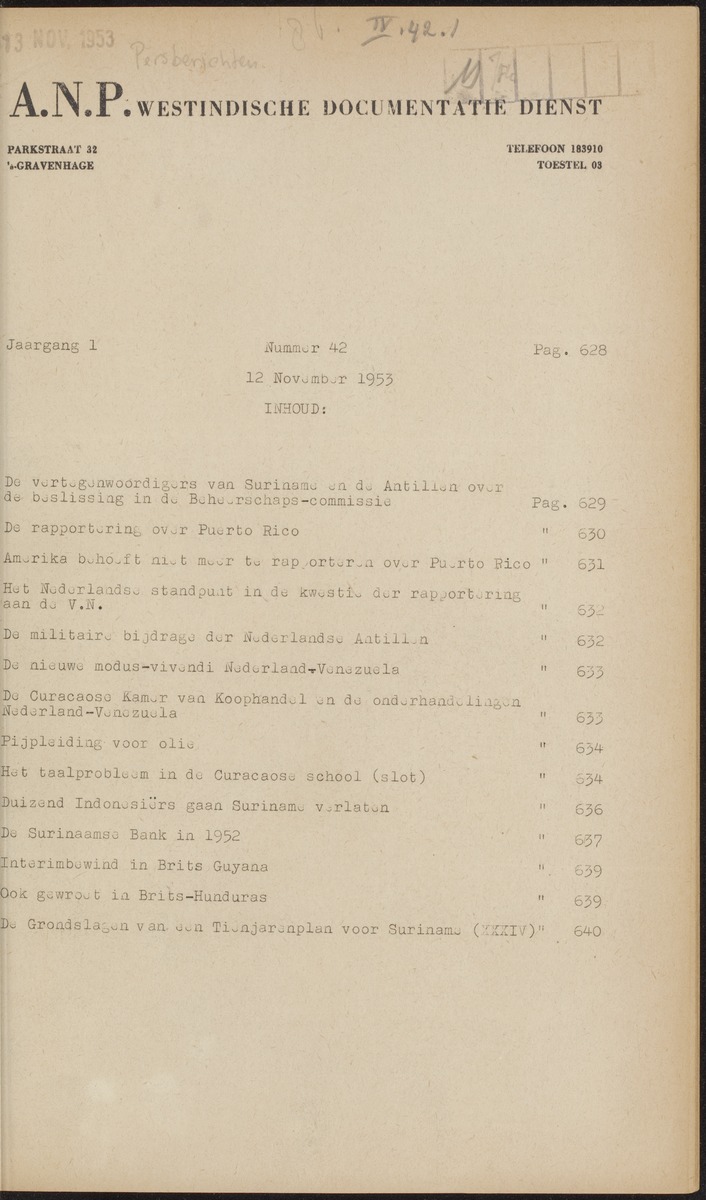 13 NOV. 1953
IV.42.1
Persberichten.
A.N.P. WESTINDISCHE DOCUMENTATIE DIENST
PARKSTRAAT 32 TELEFOON 183910
's-GRAVENHAGE TOESTEL 03
Jaargang 1 Nummer 42 Pag. 628
12 November 1953
INHOUD:
De vertegenwoordigers van Suriname en de Antillen over
de beslissing in de Beheerschaps-commissie Pag. 629
De rapportering over Puerto Rico " 630
Amerika behoeft niet meer te rapporteren over Puerto Rico " 631
Het Nederlandse standpunt in de kwestie der rapportering
aan de V.N. " 632
De militaire bijdrage der Nederlandse Antillen " 632
De nieuwe modus-vivendi Nederland-Venezuela " 633
De Curacaose Kamer van Koophandel en de onderhandelingen
Nederland-Venezuela " 633
Pijpleiding voor olie " 634
Het taalprobleem in de Curacaose school (slot) " 634
Duizend Indonesiërs gaan Suriname verlaten " 636
De Surinaamse Bank in 1952 " 637
Interimbewind in Brits Guyana " 639
Ook gewroet in Brits-Hunduras " 639
De Grondslagen van een Tienjarenplan voor Suriname (XXXIV)" 640